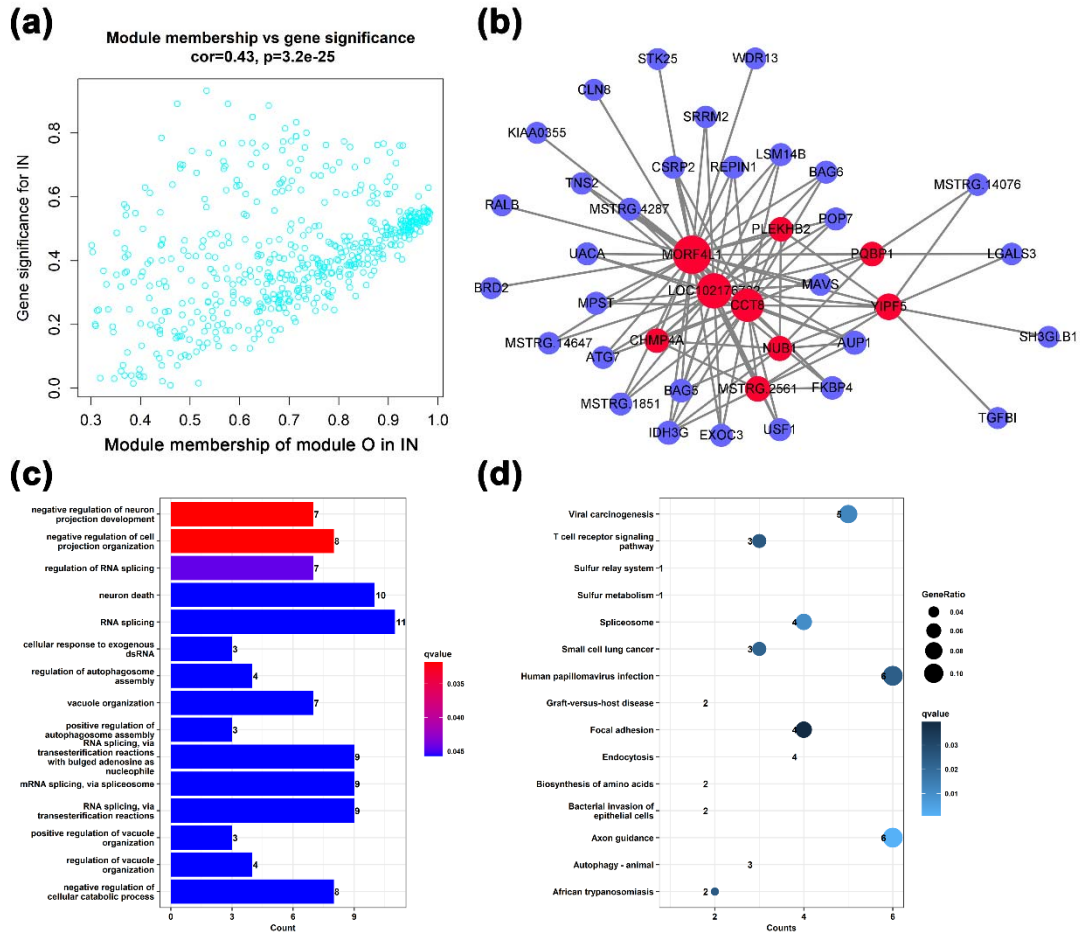 (a)
Module membership vs gene significance
cor=0.43, p=3.2e-25
Gene significance for IN
0.8
0.6
0.4
0.2
0.0
0.3 0.4 0.5 0.6 0.7 0.8 0.9 1.0
Module membership of module O in IN
(b)
STK25
WDR13
CLN8
SRRM2
KIAA0355
CSRP2
REPIN1
LSM14B
BAG6
TNS2
MSTRG.14076
RALB
MSTRG.4287
POP7
PLEKHB2
UACA
MORF4L1
PQBP1
LGALS3
BRD2
MPST
MAVS
CCT8
YIPF5
MSTRG.14647
ATG7
CHMP4A
NUB1
AUP1
SH3GLB1
MSTRG.1851
BAG5
MSTRG.2561
FKBP4
TGFBI
IDH3G
EXOC3
USF1
(c)
negative regulation of neuron
projection development
7
negative regulation of cell
projection organization
8
regulation of RNA splicing
7
neuron death
10
RNA splicing
11
cellular response to exogenous
dsRNA
3
regulation of autophagosome
assembly
4
vacuole organization
7
positive regulation of
autophagosome assembly
3
RNA splicing, via
transesterification reactions
with bulged adenosine as
nucleophile
9
mRNA splicing, via spliceosome
9
RNA splicing, via
transesterification reactions
9
positive regulation of vacuole
organization
3
regulation of vacuole
organization
4
negative regulation of
cellular catabolic process
8
0 3 6 9
Count
qvalue
0.035
0.040
0.045
(d)
Viral carcinogenesis
5
T cell receptor signaling
pathway
3
Sulfur relay system
1
Sulfur metabolism
1
Spliceosome
4
Small cell lung cancer
3
Human papillomavirus infection
6
Graft-versus-host disease
2
Focal adhesion
4
Endocytosis
4
Biosynthesis of amino acids
2
Bacterial invasion of
epithelial cells
2
Axon guidance
6
Autophagy - animal
3
African trypanosomiasis
2
2 4 6
Counts
GeneRatio
0.04
0.06
0.08
0.10
qvalue
0.03
0.02
0.01